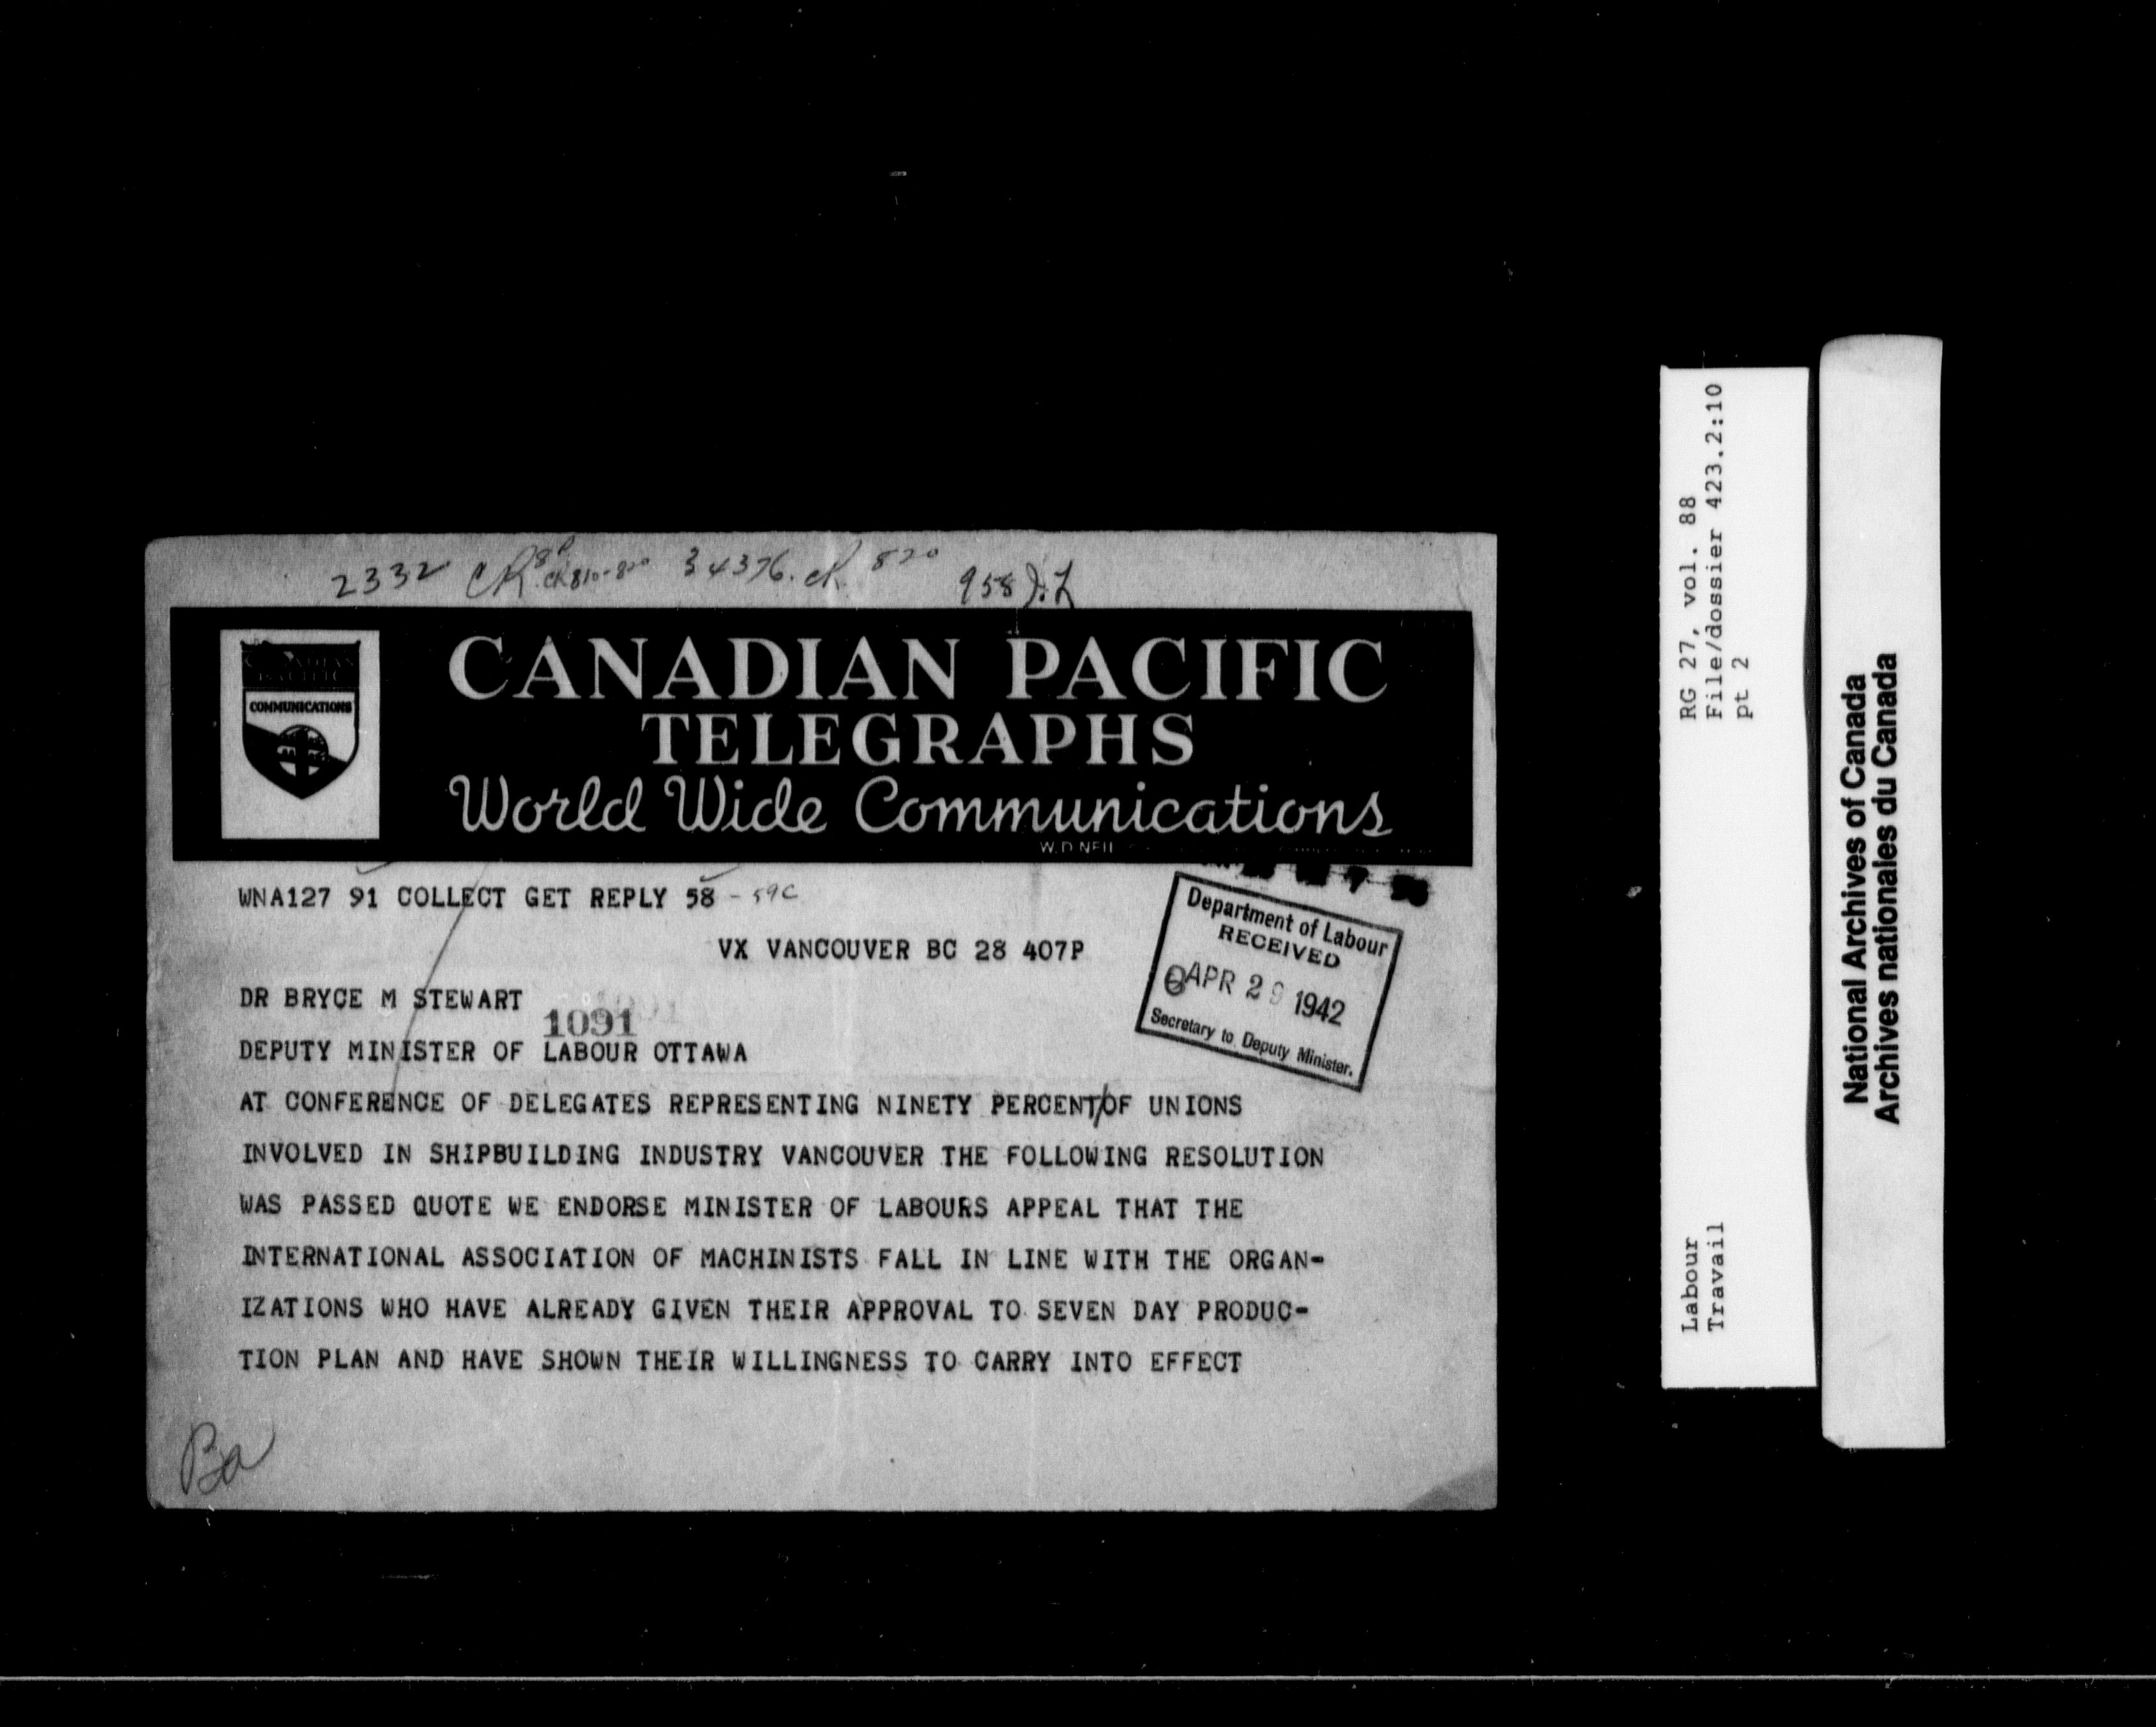 2332
34376.
958 J.L
CANADIAN PACIFIC
TELEGRAPHS
World Wide Communications
COMMUNICATIONS
W.D.NEIL
WNA127 91 COLLECT GET REPLY 58 - 59C
VX VANCOUVER BC 28 407P
Department of Labour
RECEIVED
APR 29 1942
Secretary to Deputy Minister.
DR BRYCE M STEWART
1091
DEPUTY MINISTER OF LABOUR OTTAWA
AT CONFERENCE OF DELEGATES REPRESENTING NINETY PERCENT/OF UNIONS
INVOLVED IN SHIPBUILDING INDUSTRY VANCOUVER THE FOLLOWING RESOLUTION
WAS PASSED QUOTE WE ENDORSE MINISTER OF LABOURS APPEAL THAT THE
INTERNATIONAL ASSOCIATION OF MACHINISTS FALL IN LINE WITH THE ORGAN-
IZATIONS WHO HAVE ALREADY GIVEN THEIR APPROVAL TO SEVEN DAY PRODUC-
TION PLAN AND HAVE SHOWN THEIR WILLINGNESS TO CARRY INTO EFFECT
Ba
RG 27, vol. 88
File/dossier 423.2:10
pt 2
Labour
Travail
National Archives of Canada
Archives nationales du Canada